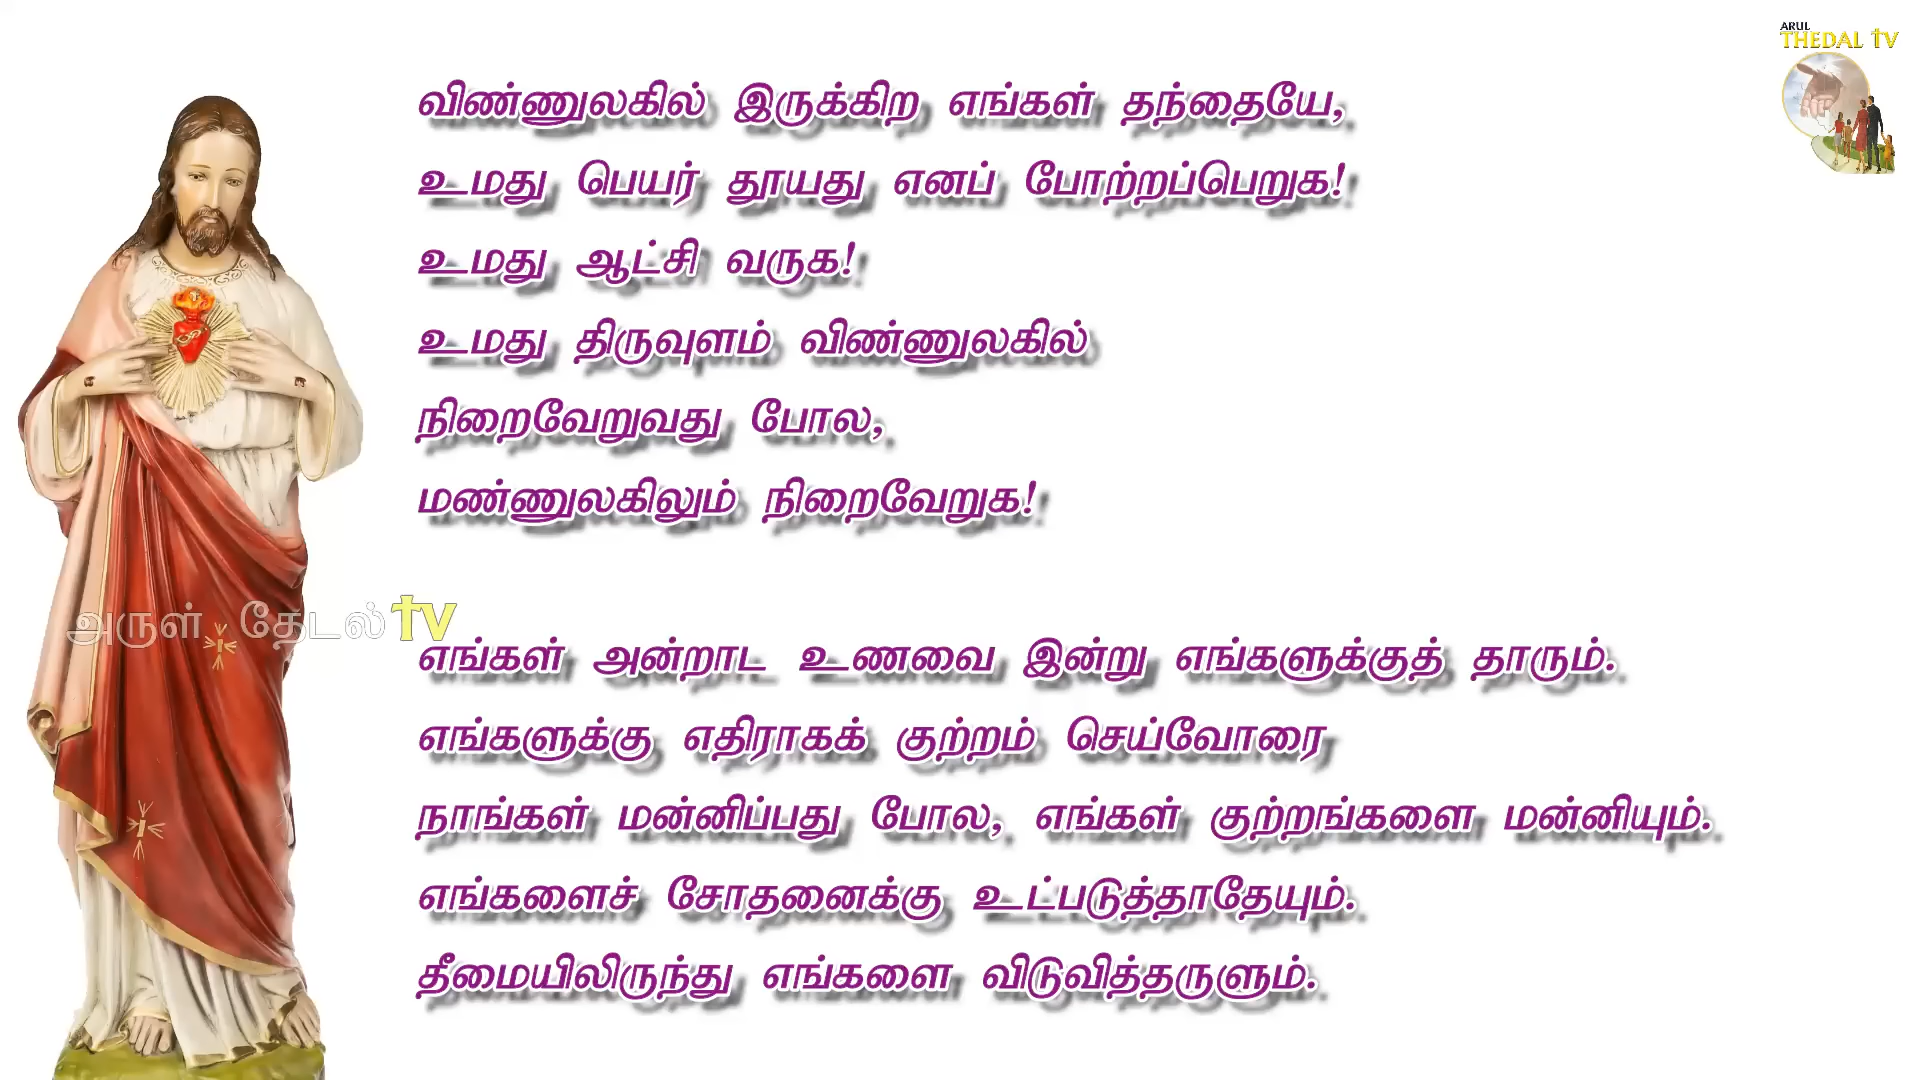 ARUL
THEDAL TV
விண்ணுலகில் இருக்கிற எங்கள் தந்தையே,
உமது பெயர் தூயது எனப் போற்றப்பெறுக!
உமது ஆட்சி வருக!
உமது திருவுளம் விண்ணுலகில்
நிறைவேறுவது போல,
மண்ணுலகிலும் நிறைவேறுக!
அருள் தேடல் TV
எங்கள் அன்றாட உணவை இன்று எங்களுக்குத் தாரும்.
எங்களுக்கு எதிராகக் குற்றம் செய்வோரை
நாங்கள் மன்னிப்பது போல, எங்கள் குற்றங்களை மன்னியும்.
எங்களைச் சோதனைக்கு உட்படுத்தாதேயும்.
தீமையிலிருந்து எங்களை விடுவித்தருளும்.